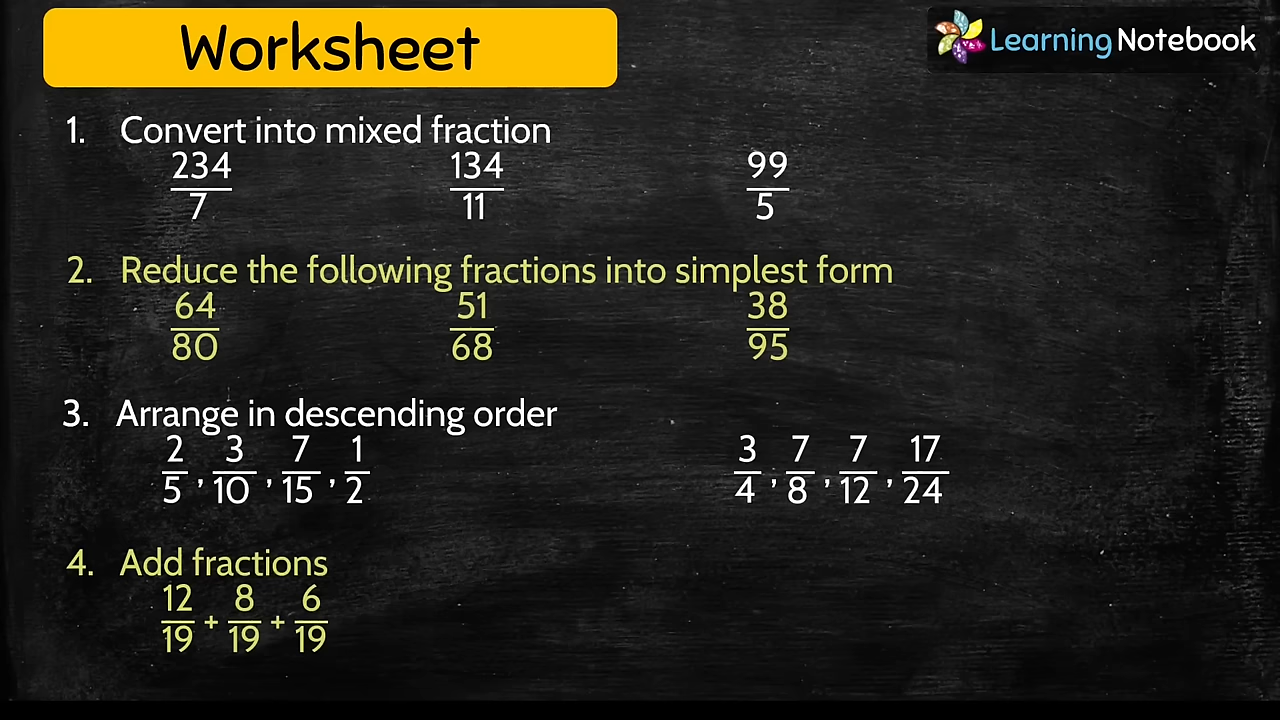 Worksheet
Learning Notebook
1. Convert into mixed fraction
234/7 134/11 99/5
2. Reduce the following fractions into simplest form
64/80 51/68 38/95
3. Arrange in descending order
2/5, 3/10, 7/15, 1/2 3/4, 7/8, 7/12, 17/24
4. Add fractions
12/19 + 8/19 + 6/19